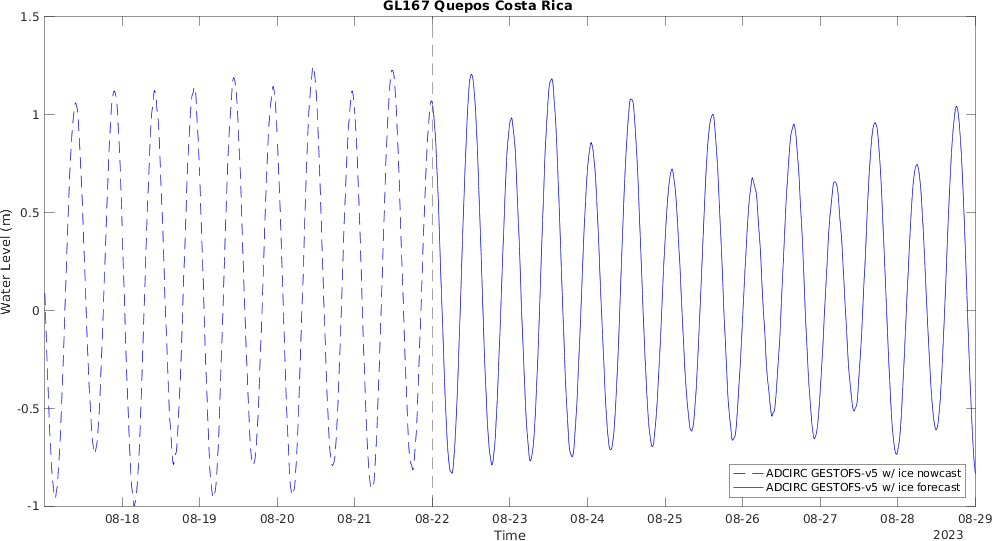 GL167 Quepos Costa Rica
1.5
1
0.5
0
-0.5
-1
Water Level (m)
ADCIRC GESTOFS-v5 w/ ice nowcast
ADCIRC GESTOFS-v5 w/ ice forecast
08-18 08-19 08-20 08-21 08-22 08-23 08-24 08-25 08-26 08-27 08-28 08-29
Time
2023